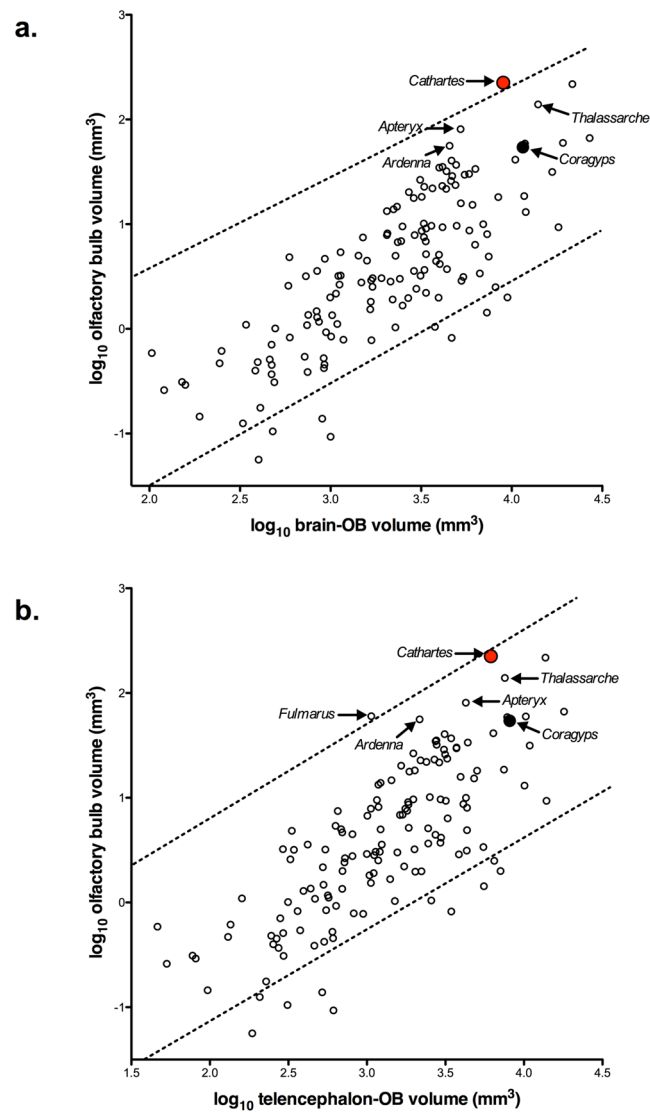 a.
3
2
1
0
-1
log10 olfactory bulb volume (mm3)
Cathartes
Thalassarche
Apteryx
Ardenna
Coragyps
2.0 2.5 3.0 3.5 4.0 4.5
log10 brain-OB volume (mm3)
b.
3
2
1
0
-1
log10 olfactory bulb volume (mm3)
Cathartes
Thalassarche
Apteryx
Fulmarus
Ardenna
Coragyps
1.5 2.0 2.5 3.0 3.5 4.0 4.5
log10 telencephalon-OB volume (mm3)